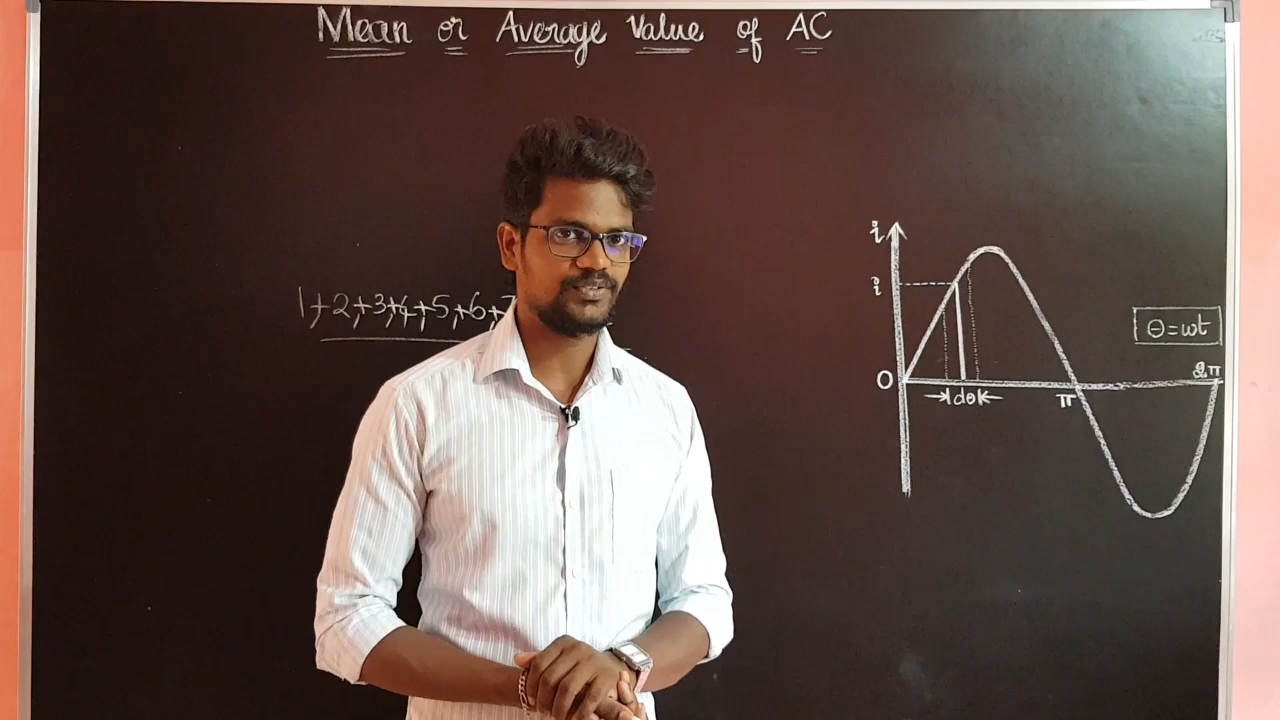 Mean or Average Value of AC
1+2+3+4+5+6+7
i
i
θ=ωt
0
2π
dθ
π